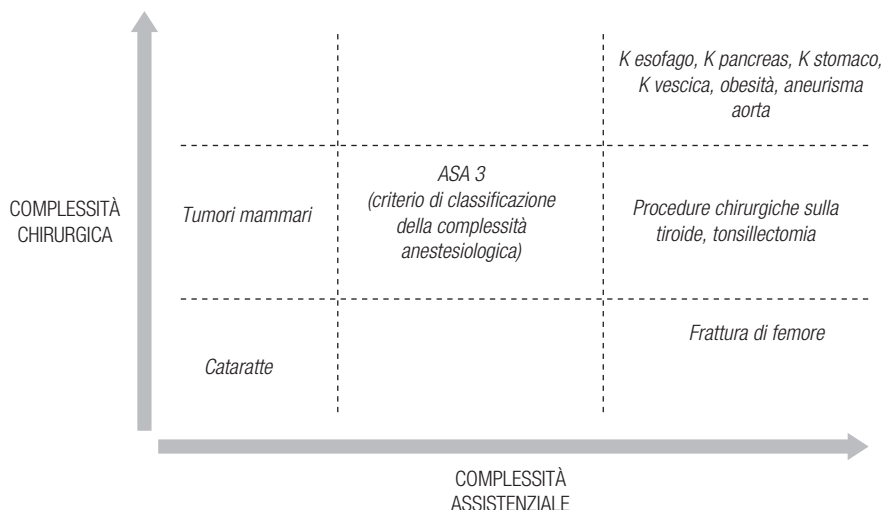 K esofago, K pancreas, K stomaco,
K vescica, obesità, aneurisma
aorta
COMPLESSITÀ
CHIRURGICA
Tumori mammari
ASA 3
(criterio di classificazione
della complessità
anestesiologica)
Procedure chirurgiche sulla
tiroide, tonsillectomia
Cataratte
Frattura di femore
COMPLESSITÀ
ASSISTENZIALE